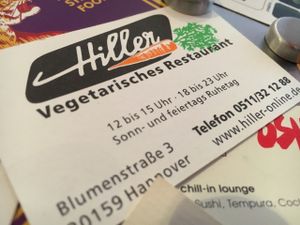 Hiller
Vegetarisches Restaurant
12 bis 15 Uhr · 18 bis 23 Uhr
Sonn- und feiertags Ruhetag
Telefon 0511/32 12 88
www.hiller-online.de
Blumenstraße 3
30159 Hannover
chill-in lounge
Sushi, Tempura,